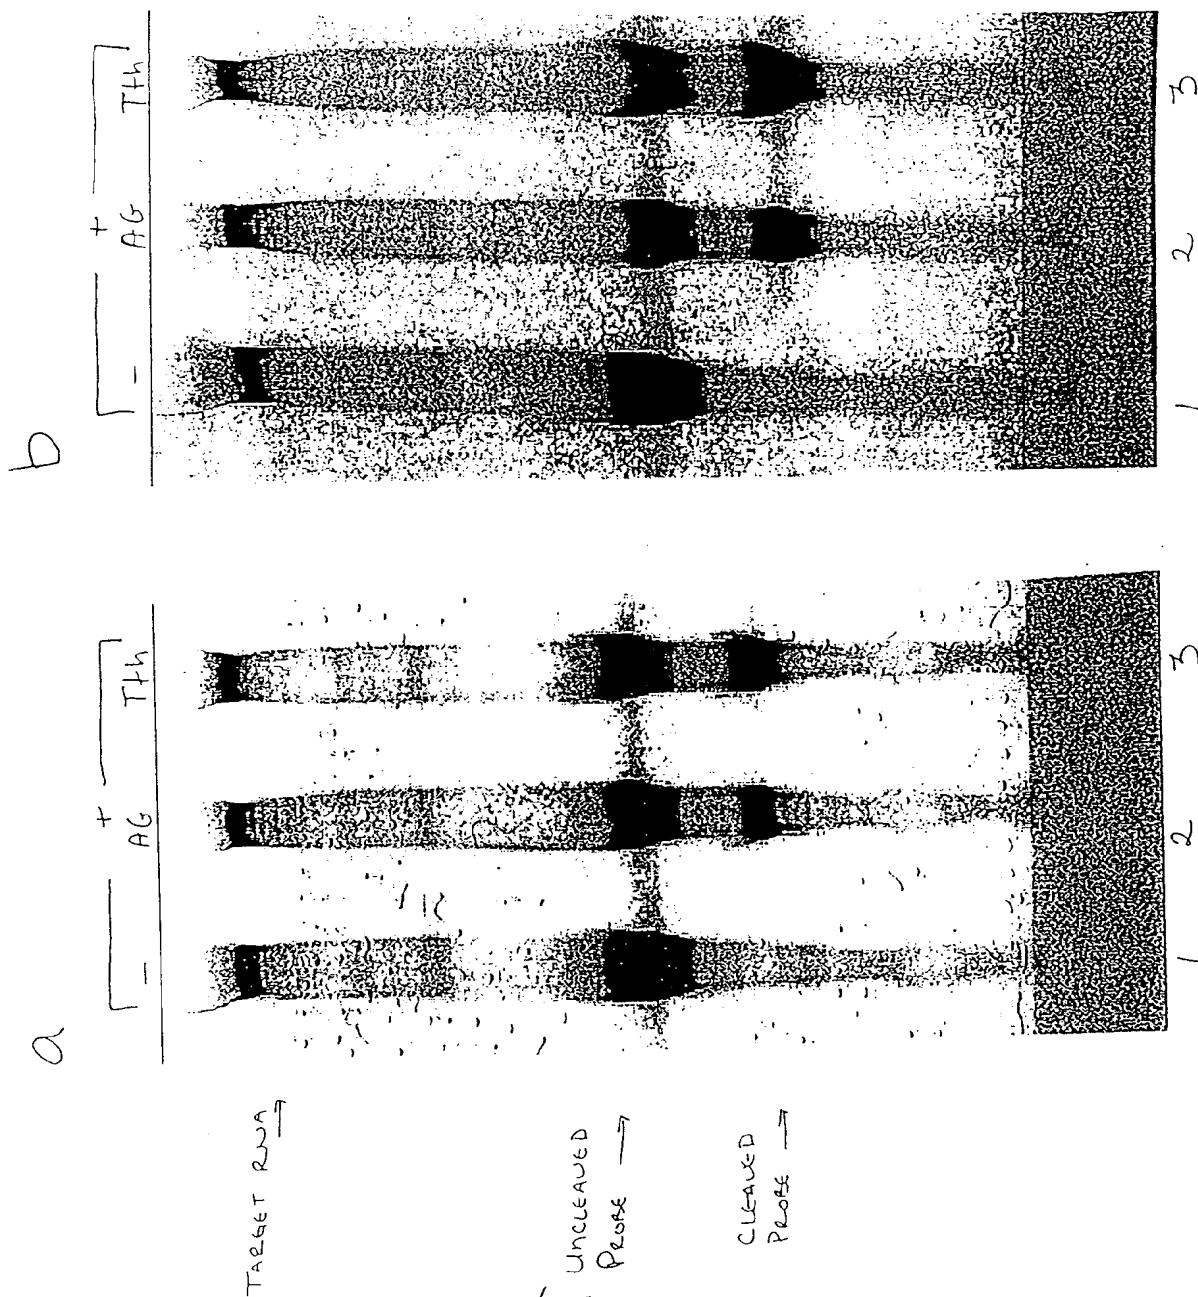 a
b
- + AG Th
- + AG Th
TARGET RNA →
UNCLEAVED
PROBE →
CLEAVED
PROBE →
1 2 3
1 2 3